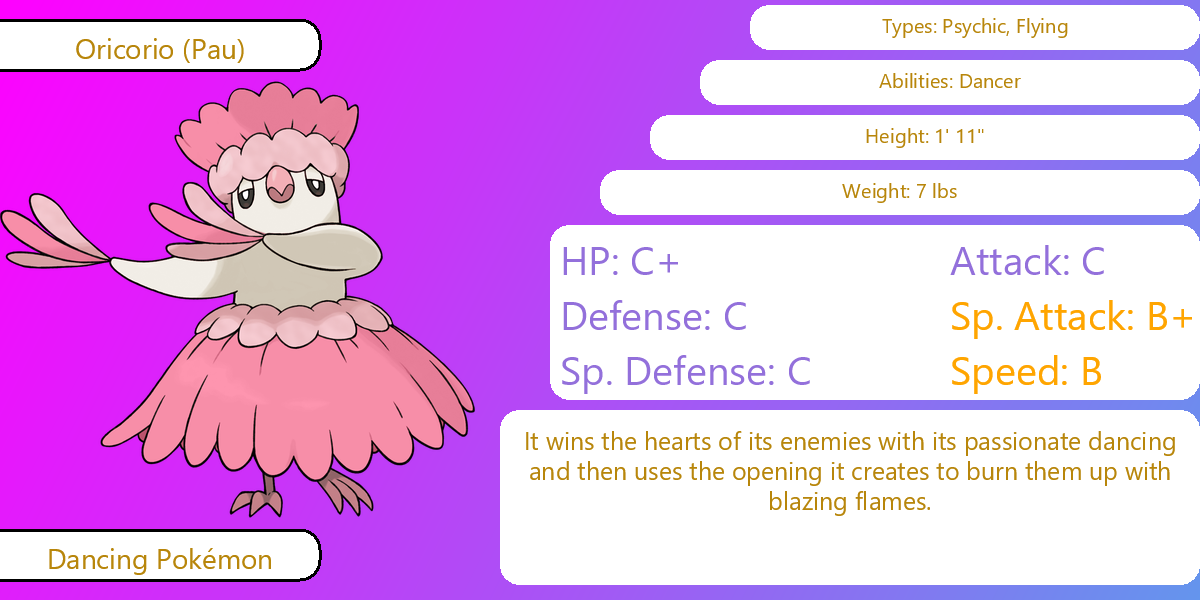 Oricorio (Pau)
Types: Psychic, Flying
Abilities: Dancer
Height: 1' 11"
Weight: 7 lbs
HP: C+
Attack: C
Defense: C
Sp. Attack: B+
Sp. Defense: C
Speed: B
It wins the hearts of its enemies with its passionate dancing
and then uses the opening it creates to burn them up with
blazing flames.
Dancing Pokémon